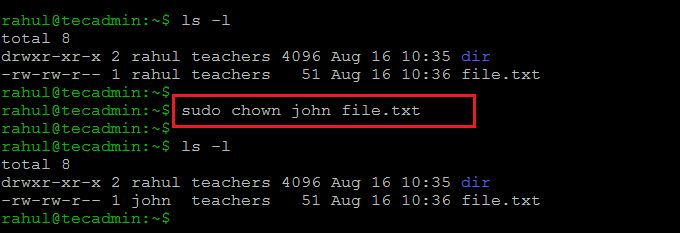 rahul@tecadmin:~$ ls -l
total 8
drwxr-xr-x 2 rahul teachers 4096 Aug 16 10:35 dir
-rw-rw-r-- 1 rahul teachers   51 Aug 16 10:36 file.txt
rahul@tecadmin:~$
rahul@tecadmin:~$ sudo chown john file.txt
rahul@tecadmin:~$
rahul@tecadmin:~$ ls -l
total 8
drwxr-xr-x 2 rahul teachers 4096 Aug 16 10:35 dir
-rw-rw-r-- 1 john  teachers   51 Aug 16 10:36 file.txt
rahul@tecadmin:~$